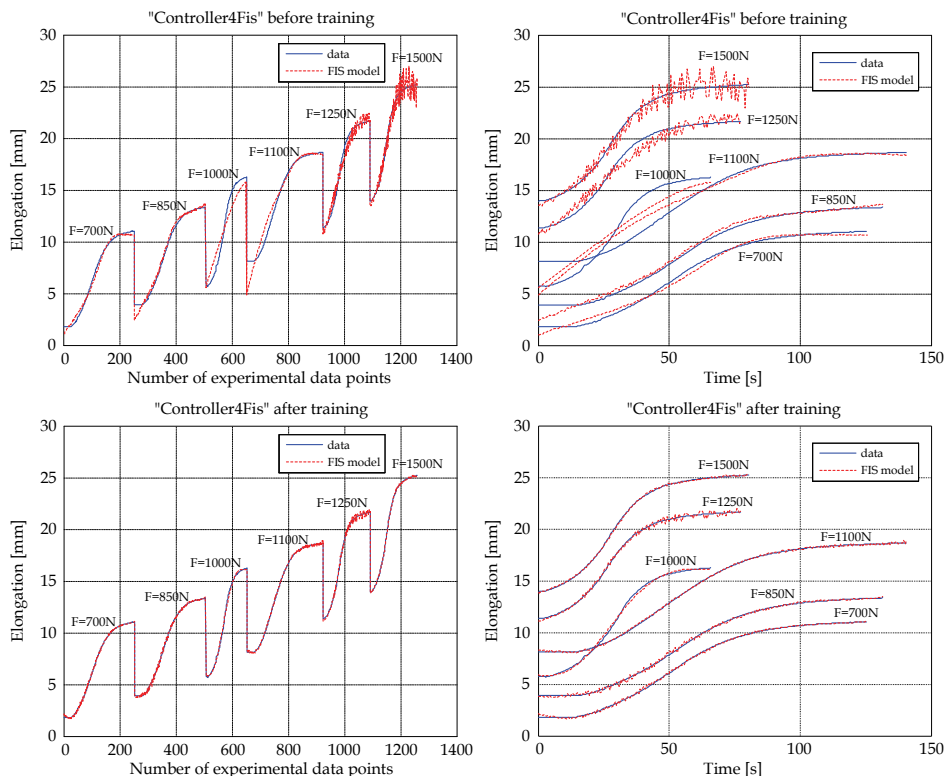 "Controller4Fis" before training
30
25
20
15
10
5
0
0 200 400 600 800 1000 1200 1400
Elongation [mm]
Number of experimental data points
data
FIS model
F=700N
F=850N
F=1000N
F=1100N
F=1250N
F=1500N
"Controller4Fis" before training
30
25
20
15
10
5
0
0 50 100 150
Elongation [mm]
Time [s]
data
FIS model
F=1500N
F=1250N
F=1100N
F=1000N
F=850N
F=700N
"Controller4Fis" after training
30
25
20
15
10
5
0
0 200 400 600 800 1000 1200 1400
Elongation [mm]
Number of experimental data points
data
FIS model
F=700N
F=850N
F=1000N
F=1100N
F=1250N
F=1500N
"Controller4Fis" after training
30
25
20
15
10
5
0
0 50 100 150
Elongation [mm]
Time [s]
data
FIS model
F=1500N
F=1250N
F=1100N
F=1000N
F=850N
F=700N